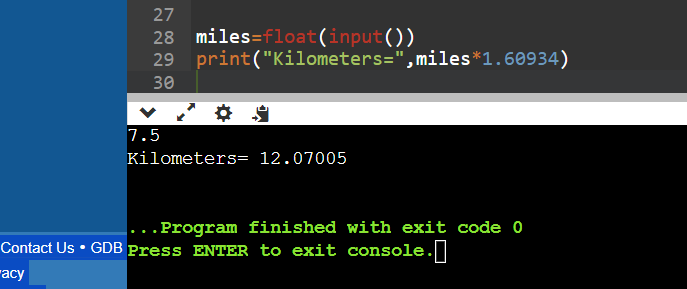 27
28 miles=float(input())
29 print("Kilometers=",miles*1.60934)
30
7.5
Kilometers= 12.07005
...Program finished with exit code 0
Press ENTER to exit console.
Contact Us • GDB
vacy